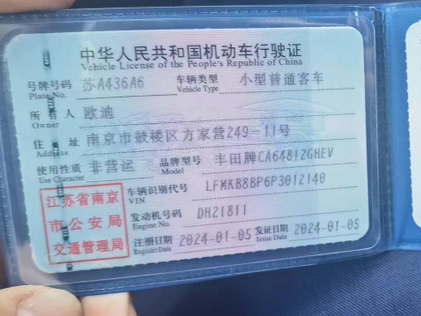 中华人民共和国机动车行驶证
Vehicle License of the People's Republic of China
号牌号码 苏A436A6 车辆类型 小型普通客车
Plate No. Vehicle Type
所有人 欧迪
Owner
住址 南京市鼓楼区方家营249-11号
Address
使用性质 非营运 品牌型号 丰田牌CA64812GHEV
Use Character Model
车辆识别代号 LFMKB8BP6P3012140
VIN
发动机号码 DH21811
Engine No.
注册日期 2024-01-05 发证日期 2024-01-05
Register Date Issue Date
江苏省南京
市公安局
交通管理局